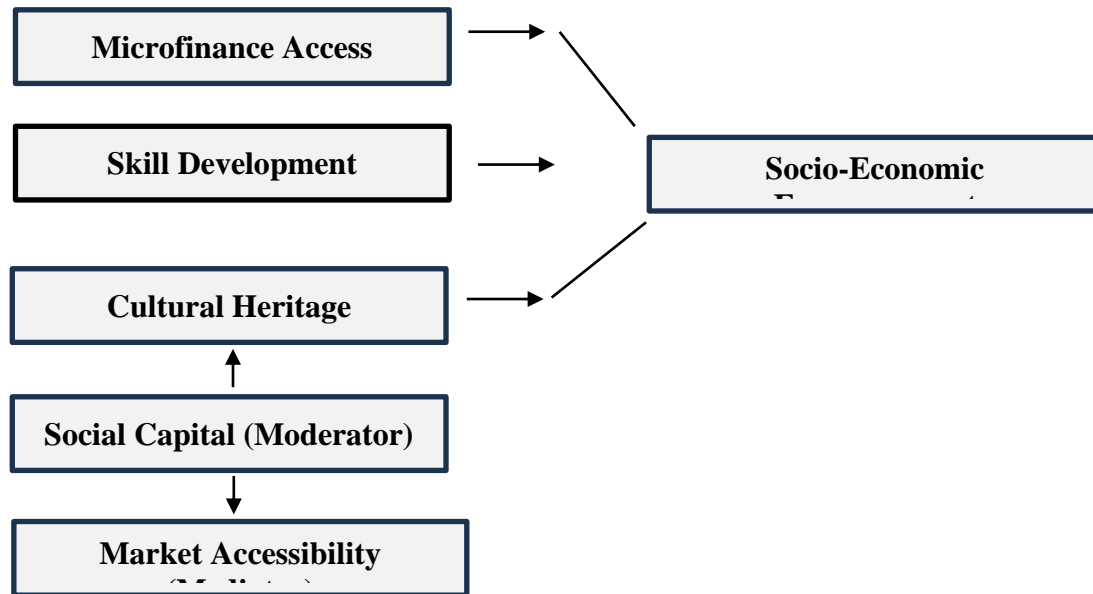 Microfinance Access
Skill Development
Socio-Economic
Cultural Heritage
Social Capital (Moderator)
Market Accessibility